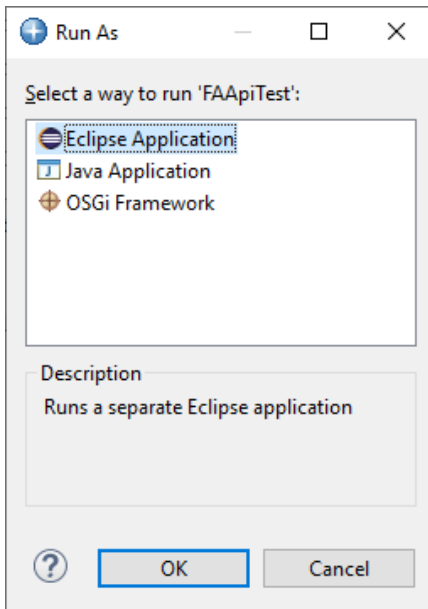 Run As
Select a way to run 'FAApiTest':
Eclipse Application
Java Application
OSGi Framework
Description
Runs a separate Eclipse application
OK
Cancel